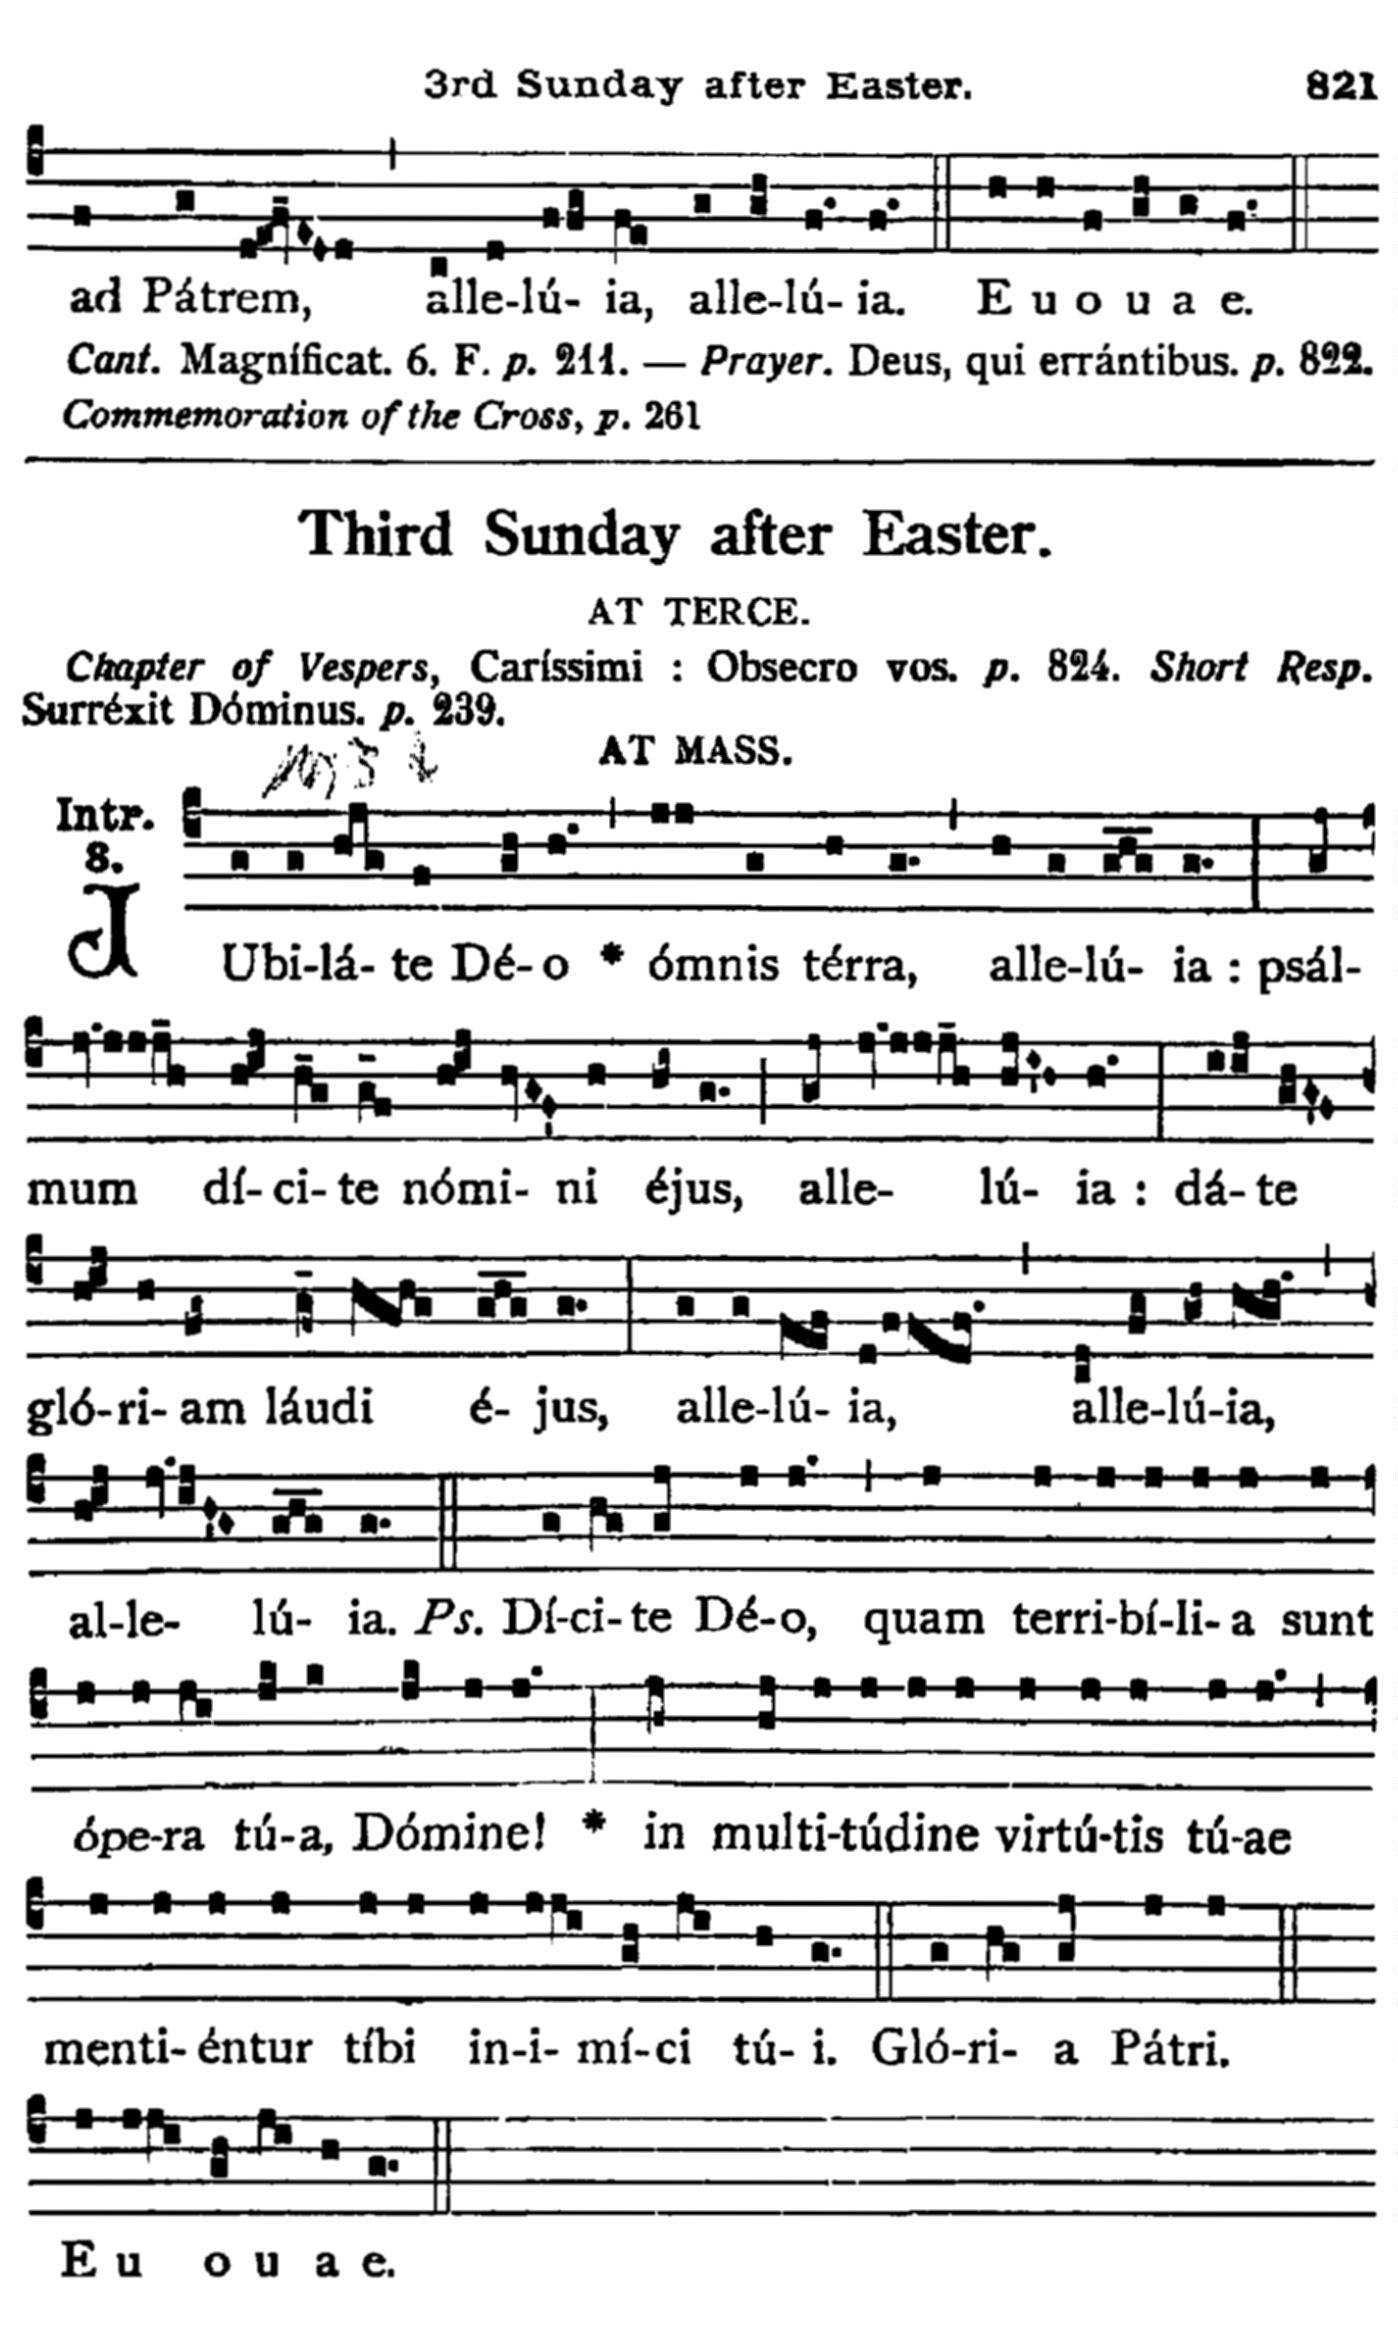 3rd Sunday after Easter. 821
ad Pátrem, alle-lú- ia, alle-lú- ia. E u o u a e.
Cant. Magníficat. 6. F. p. 211. — Prayer. Deus, qui errántibus. p. 822.
Commemoration of the Cross, p. 261
Third Sunday after Easter.
AT TERCE.
Chapter of Vespers, Caríssimi : Obsecro vos. p. 824. Short Resp.
Surréxit Dóminus. p. 239.
AT MASS.
Intr.
8.
JUbi-lá- te Dé- o * ómnis térra, alle-lú- ia : psál-
mum dí- ci- te nómi- ni éjus, alle- lú- ia : dá- te
gló- ri- am láudi é- jus, alle-lú- ia, alle-lú-ia,
al-le- lú- ia. Ps. Dí-ci- te Dé-o, quam terri-bí-li- a sunt
ópe-ra tú-a, Dómine! * in multi-túdine virtú-tis tú-ae
menti- éntur tíbi in-i- mí-ci tú- i. Gló-ri- a Pátri.
E u o u a e.